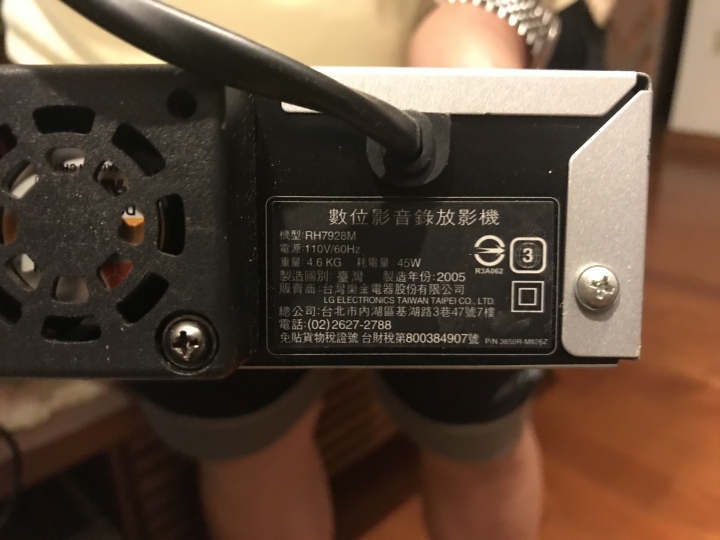 數位影音錄放影機
機型:RH7928M
電源:110V/60Hz
重量: 4.6 KG 耗電量: 45W
製造國別: 臺灣 製造年份:2005
販賣商: 台灣樂金電器股份有限公司
LG ELECTRONICS TAIWAN TAIPEI CO., LTD.
總公司:台北市內湖區基湖路3巷47號7樓
電話:(02)2627-2788
免貼貨物稅證號 台財稅第800384907號
P/N 3850R-M826Z
R3A062
3